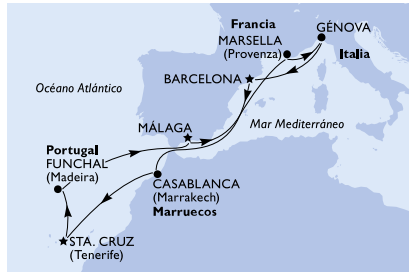 Francia
MARSELLA
(Provenza)
GÉNOVA
Italia
BARCELONA
Océano Atlántico
Mar Mediterráneo
MÁLAGA
Portugal
FUNCHAL
(Madeira)
CASABLANCA
(Marrakech)
Marruecos
STA. CRUZ
(Tenerife)